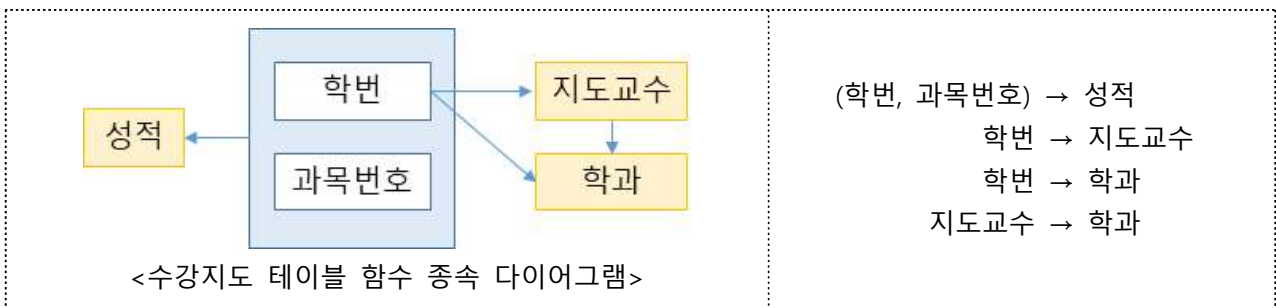 학번
지도교수
성적
과목번호
학과
<수강지도 테이블 함수 종속 다이어그램>
(학번, 과목번호) → 성적
학번 → 지도교수
학번 → 학과
지도교수 → 학과